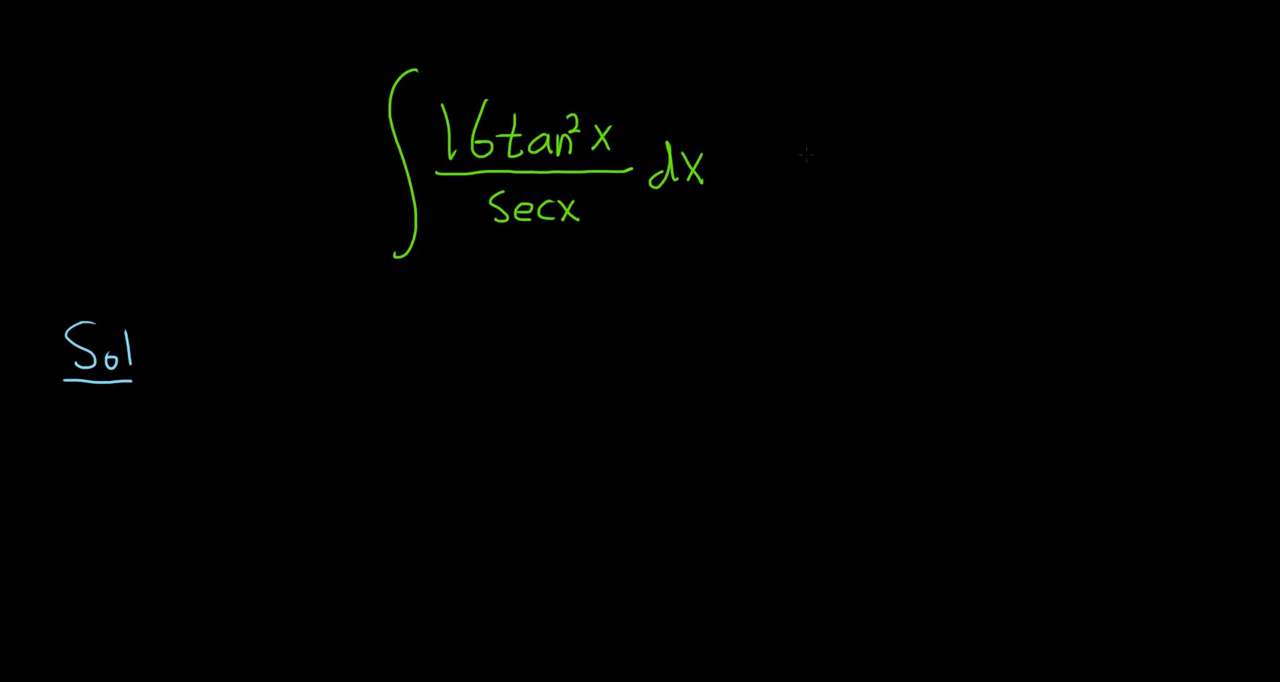 ∫ 16tan²x / secx dx
Sol